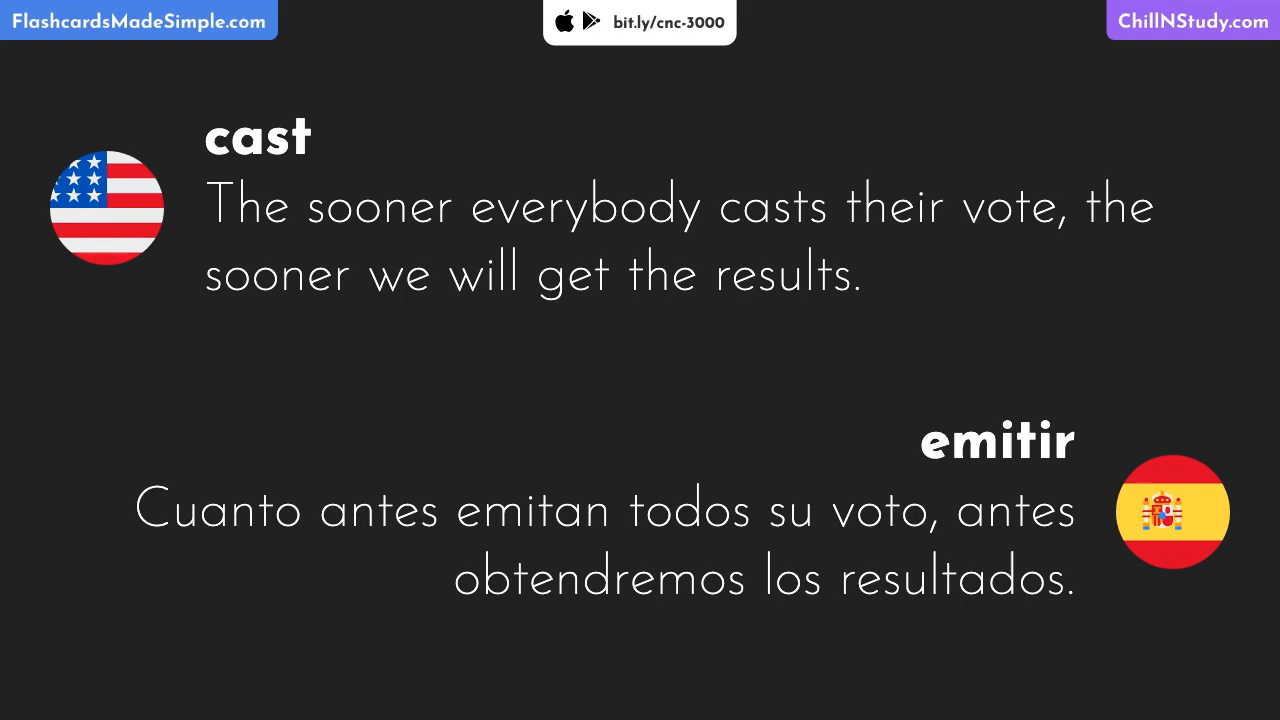 FlashcardsMadeSimple.com
bit.ly/cnc-3000
ChillNStudy.com
cast
The sooner everybody casts their vote, the
sooner we will get the results.
emitir
Cuanto antes emitan todos su voto, antes
obtendremos los resultados.